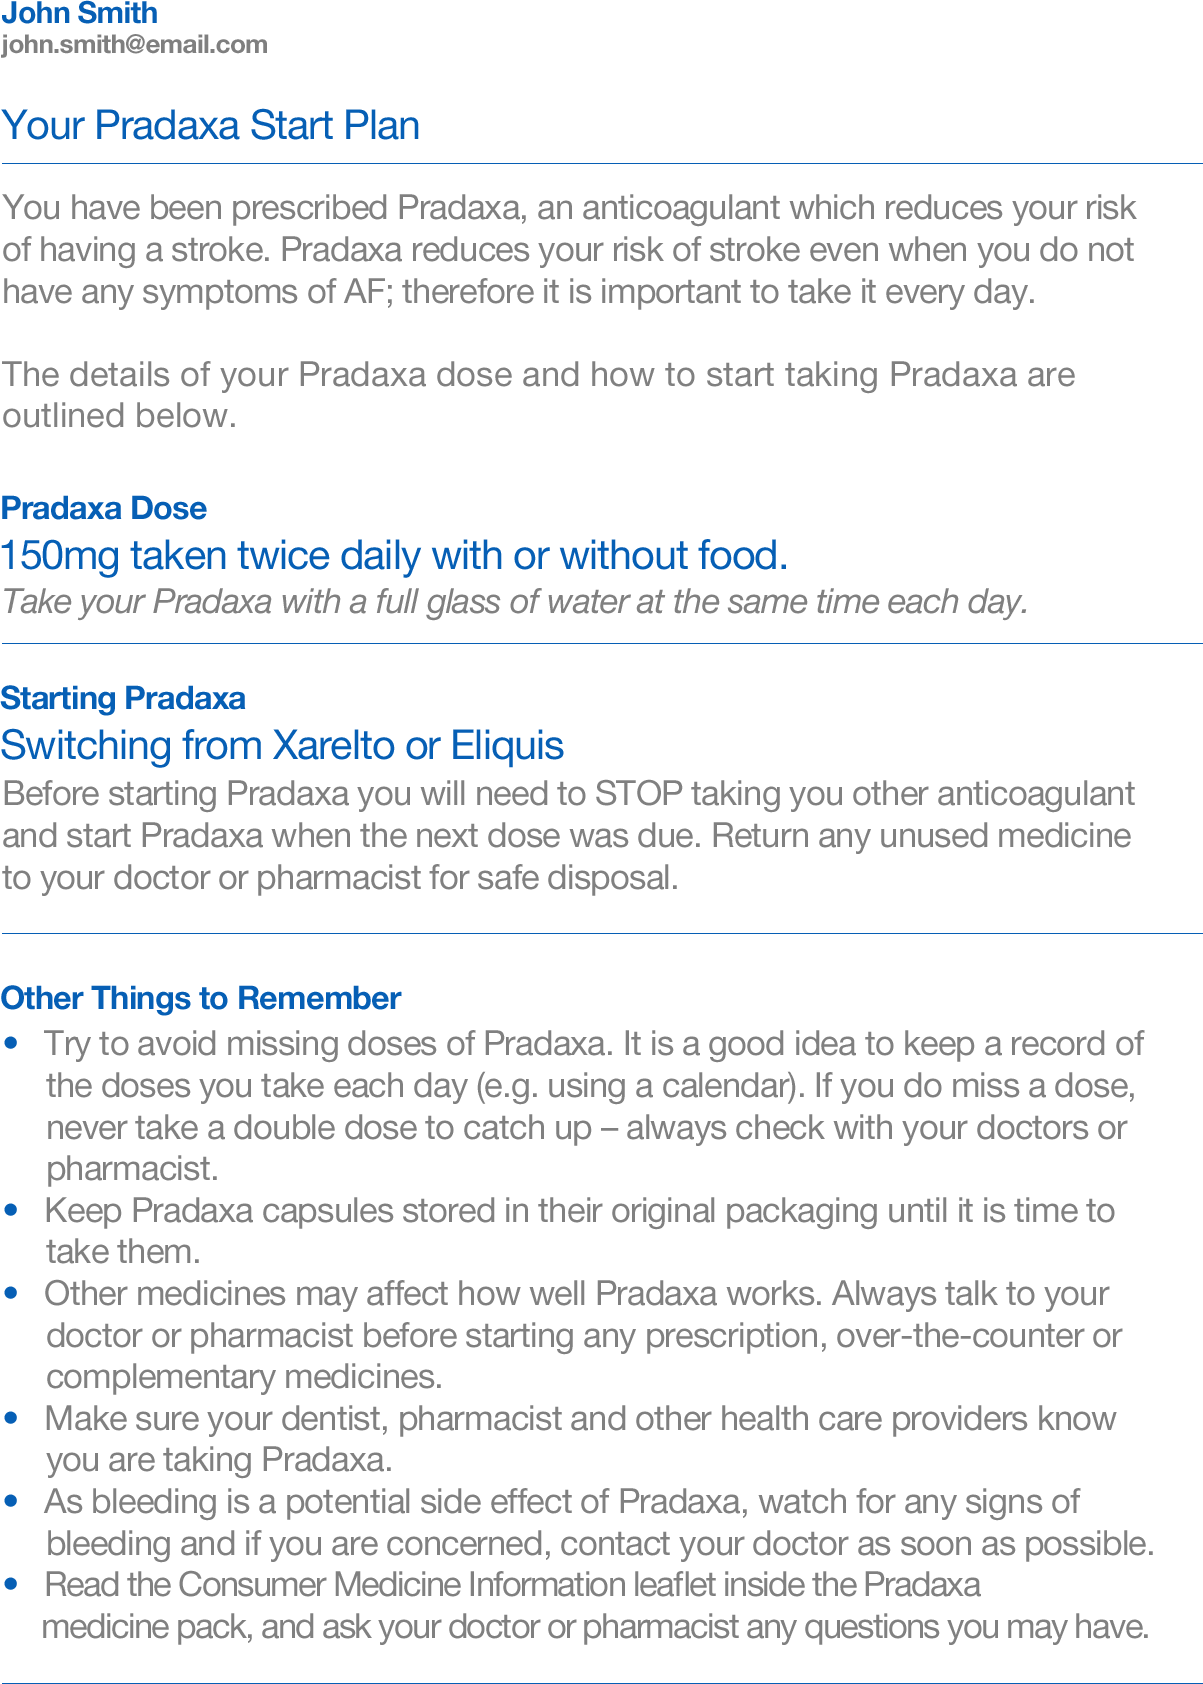 John Smith
john.smith@email.com
Your Pradaxa Start Plan
You have been prescribed Pradaxa, an anticoagulant which reduces your risk
of having a stroke. Pradaxa reduces your risk of stroke even when you do not
have any symptoms of AF; therefore it is important to take it every day.
The details of your Pradaxa dose and how to start taking Pradaxa are
outlined below.
Pradaxa Dose
150mg taken twice daily with or without food.
Take your Pradaxa with a full glass of water at the same time each day.
Starting Pradaxa
Switching from Xarelto or Eliquis
Before starting Pradaxa you will need to STOP taking you other anticoagulant
and start Pradaxa when the next dose was due. Return any unused medicine
to your doctor or pharmacist for safe disposal.
Other Things to Remember
• Try to avoid missing doses of Pradaxa. It is a good idea to keep a record of
the doses you take each day (e.g. using a calendar). If you do miss a dose,
never take a double dose to catch up – always check with your doctors or
pharmacist.
• Keep Pradaxa capsules stored in their original packaging until it is time to
take them.
• Other medicines may affect how well Pradaxa works. Always talk to your
doctor or pharmacist before starting any prescription, over-the-counter or
complementary medicines.
• Make sure your dentist, pharmacist and other health care providers know
you are taking Pradaxa.
• As bleeding is a potential side effect of Pradaxa, watch for any signs of
bleeding and if you are concerned, contact your doctor as soon as possible.
• Read the Consumer Medicine Information leaflet inside the Pradaxa
medicine pack, and ask your doctor or pharmacist any questions you may have.